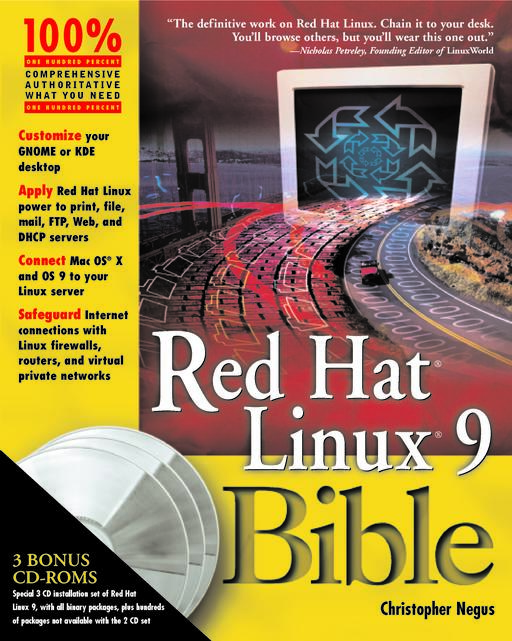 100%
ONE HUNDRED PERCENT
COMPREHENSIVE
AUTHORITATIVE
WHAT YOU NEED
ONE HUNDRED PERCENT
“The definitive work on Red Hat Linux. Chain it to your desk.
You’ll browse others, but you’ll wear this one out.”
—Nicholas Petreley, Founding Editor of LinuxWorld
Customize your
GNOME or KDE
desktop
Apply Red Hat Linux
power to print, file,
mail, FTP, Web, and
DHCP servers
Connect Mac OS® X
and OS 9 to your
Linux server
Safeguard Internet
connections with
Linux firewalls,
routers, and virtual
private networks
Red Hat®
Linux® 9
Bible
3 BONUS
CD-ROMS
Special 3 CD installation set of Red Hat
Linux 9, with all binary packages, plus hundreds
of packages not available with the 2 CD set
Christopher Negus